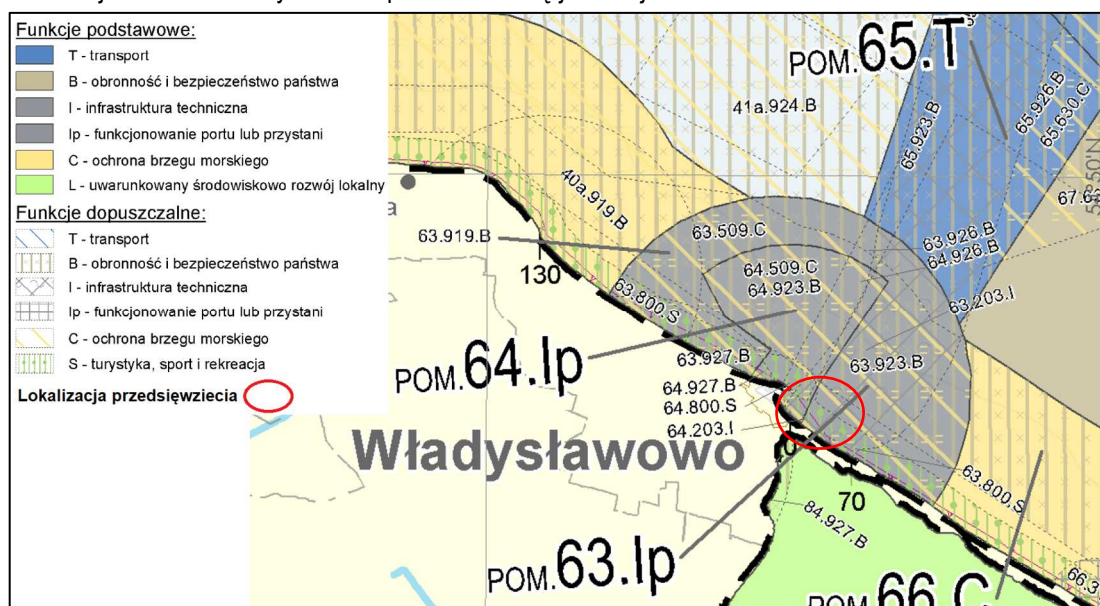 Funkcje podstawowe:
T - transport
B - obronność i bezpieczeństwo państwa
I - infrastruktura techniczna
Ip - funkcjonowanie portu lub przystani
C - ochrona brzegu morskiego
L - uwarunkowany środowiskowo rozwój lokalny
Funkcje dopuszczalne:
T - transport
B - obronność i bezpieczeństwo państwa
I - infrastruktura techniczna
Ip - funkcjonowanie portu lub przystani
C - ochrona brzegu morskiego
S - turystyka, sport i rekreacja
Lokalizacja przedsięwziecia
POM.65.T
41a.924.B
65.923.B
65.926.B
65.630.C
40a.919.B
63.919.B
63.509.C
63.926.B
64.926.B
64.509.C
64.923.B
130
63.800.S
63.203.I
63.927.B
63.923.B
POM.64.Ip
64.927.B
64.800.S
64.203.I
Władysławowo
0
70
63.800.S
84.927.B
POM.63.Ip
POM.66.C